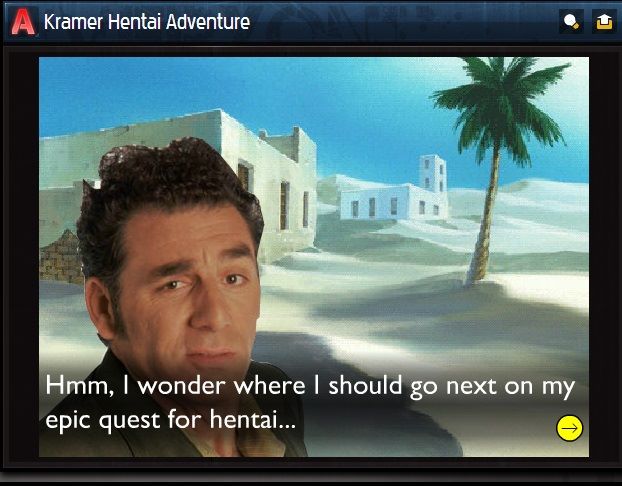 Kramer Hentai Adventure
Hmm, I wonder where I should go next on my
epic quest for hentai...